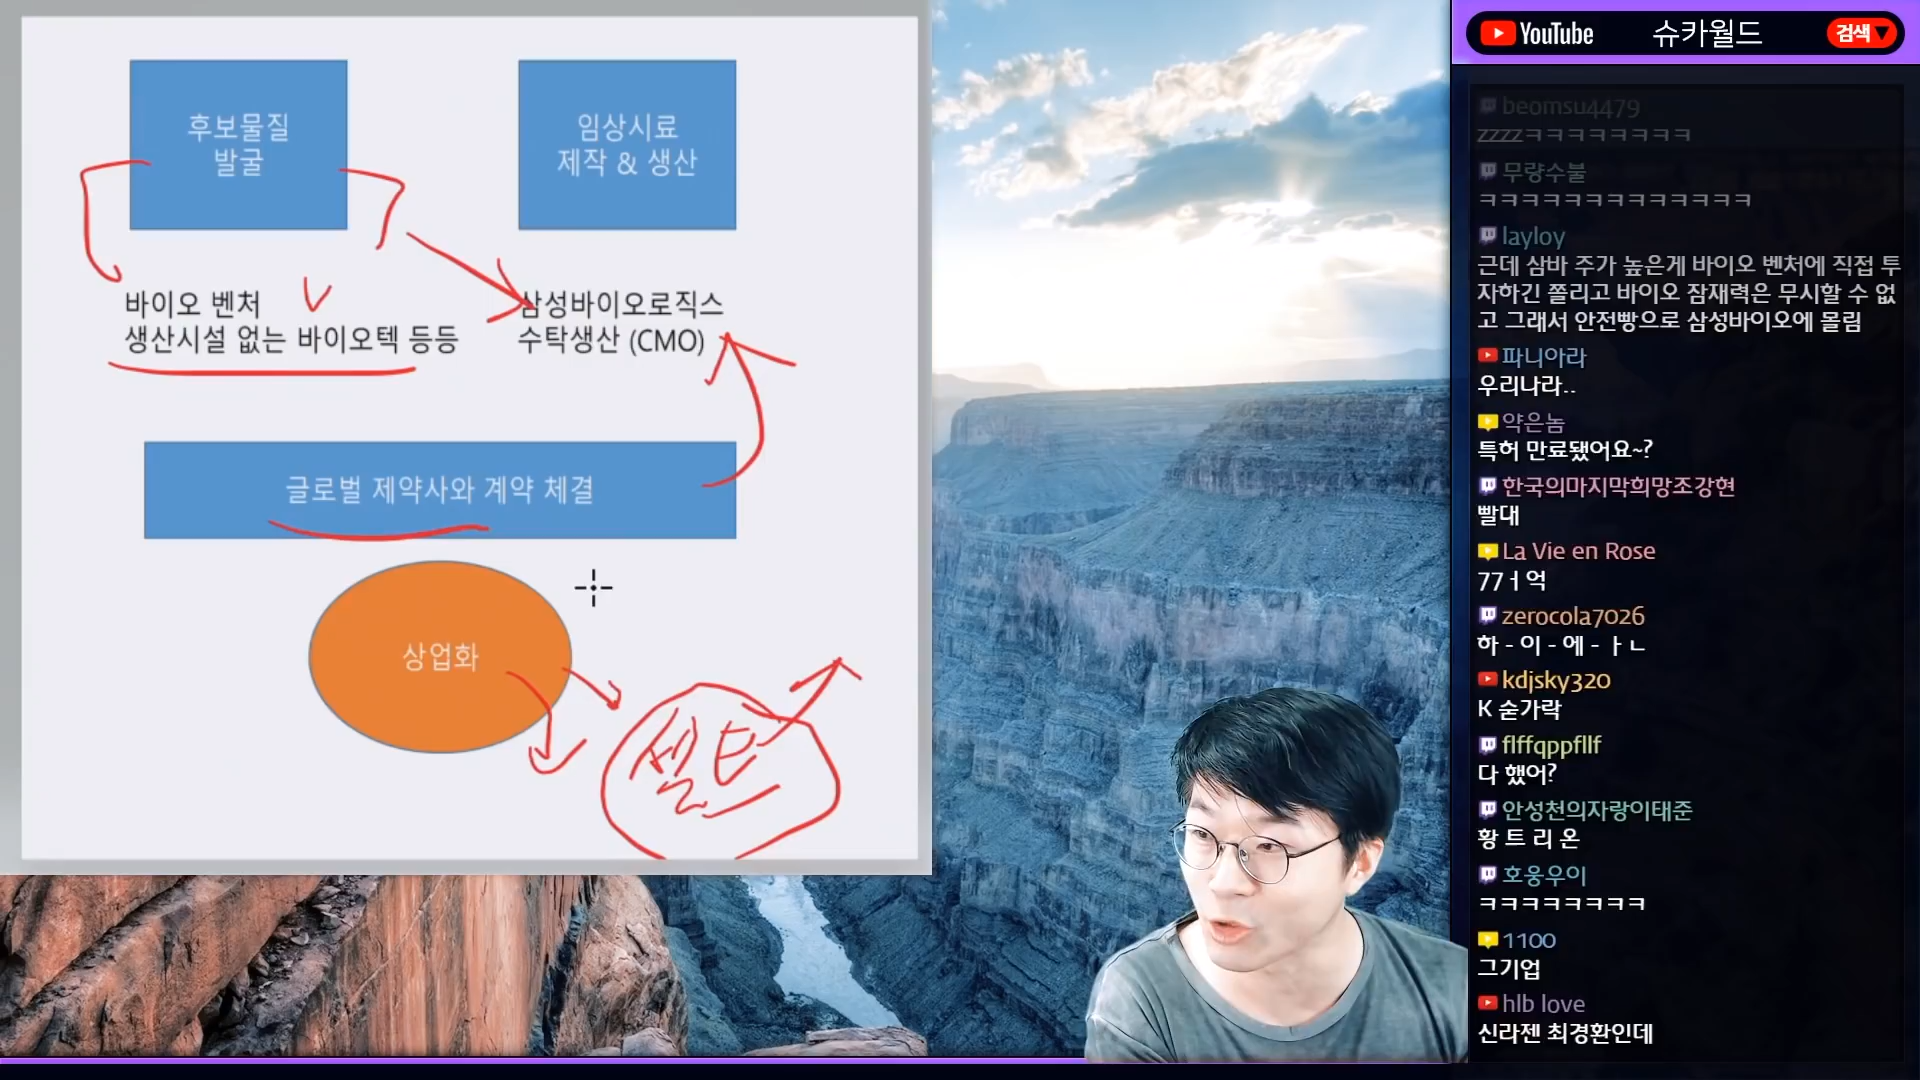 후보물질
발굴
임상시료
제작 & 생산
바이오 벤처
생산시설 없는 바이오텍 등등
삼성바이오로직스
수탁생산 (CMO)
글로벌 제약사와 계약 체결
상업화
셀트
YouTube 슈카월드 검색▼
beomsu4479
zzzzㅋㅋㅋㅋㅋㅋㅋㅋ
무량수불
ㅋㅋㅋㅋㅋㅋㅋㅋㅋㅋㅋㅋㅋ
layloy
근데 삼바 주가 높은게 바이오 벤처에 직접 투
자하긴 쫄리고 바이오 잠재력은 무시할 수 없
고 그래서 안전빵으로 삼성바이오에 몰림
파니아라
우리나라..
약은놈
특허 만료됐어요~?
한국의마지막희망조강현
빨대
La Vie en Rose
77ㅓ억
zerocola7026
하 - 이 - 에 - ㅏㄴ
kdjsky320
K 숟가락
flffqppfllf
다 했어?
안성천의자랑이태준
황 트 리 온
호웅우이
ㅋㅋㅋㅋㅋㅋㅋㅋ
1100
그기업
hlb love
신라젠 최경환인데